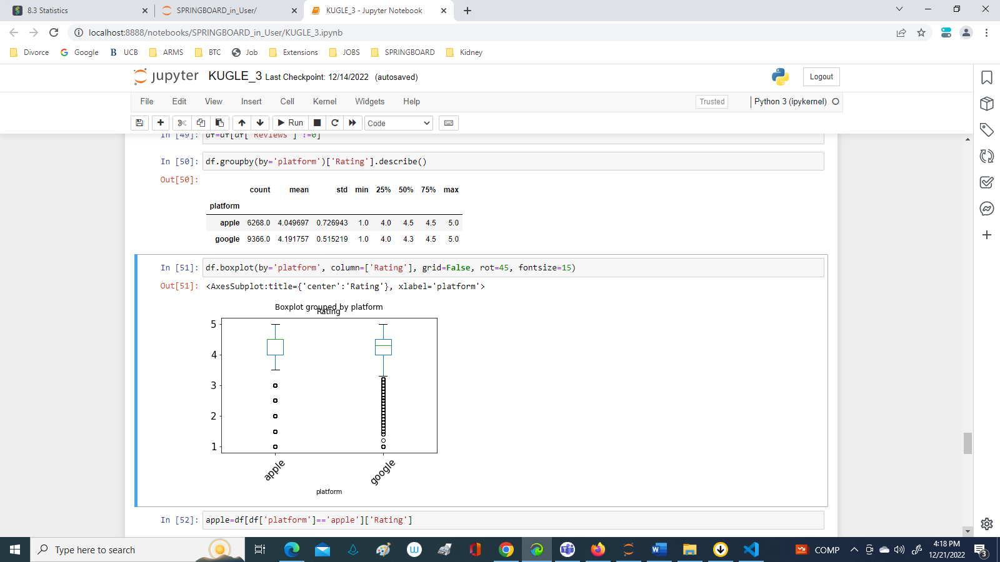 8.3 Statistics
SPRINGBOARD_in_User/
KUGLE_3 - Jupyter Notebook
localhost:8888/notebooks/SPRINGBOARD_in_User/KUGLE_3.ipynb
Divorce Google B UCB ARMS BTC Job Extensions JOBS SPRINGBOARD Kidney
jupyter KUGLE_3 Last Checkpoint: 12/14/2022 (autosaved)
Logout
File Edit View Insert Cell Kernel Widgets Help
Trusted Python 3 (ipykernel)
Run Code
In [49]: df=df[df['Reviews'] !=0]
In [50]: df.groupby(by='platform')['Rating'].describe()
Out[50]:
count mean std min 25% 50% 75% max
platform
apple 6268.0 4.049697 0.726943 1.0 4.0 4.5 4.5 5.0
google 9366.0 4.191757 0.515219 1.0 4.0 4.3 4.5 5.0
In [51]: df.boxplot(by='platform', column=['Rating'], grid=False, rot=45, fontsize=15)
Out[51]: <AxesSubplot:title={'center':'Rating'}, xlabel='platform'>
Boxplot grouped by platform
Rating
5
4
3
2
1
apple
google
platform
In [52]: apple=df[df['platform']=='apple']['Rating']
Type here to search
COMP
4:18 PM
12/21/2022
3